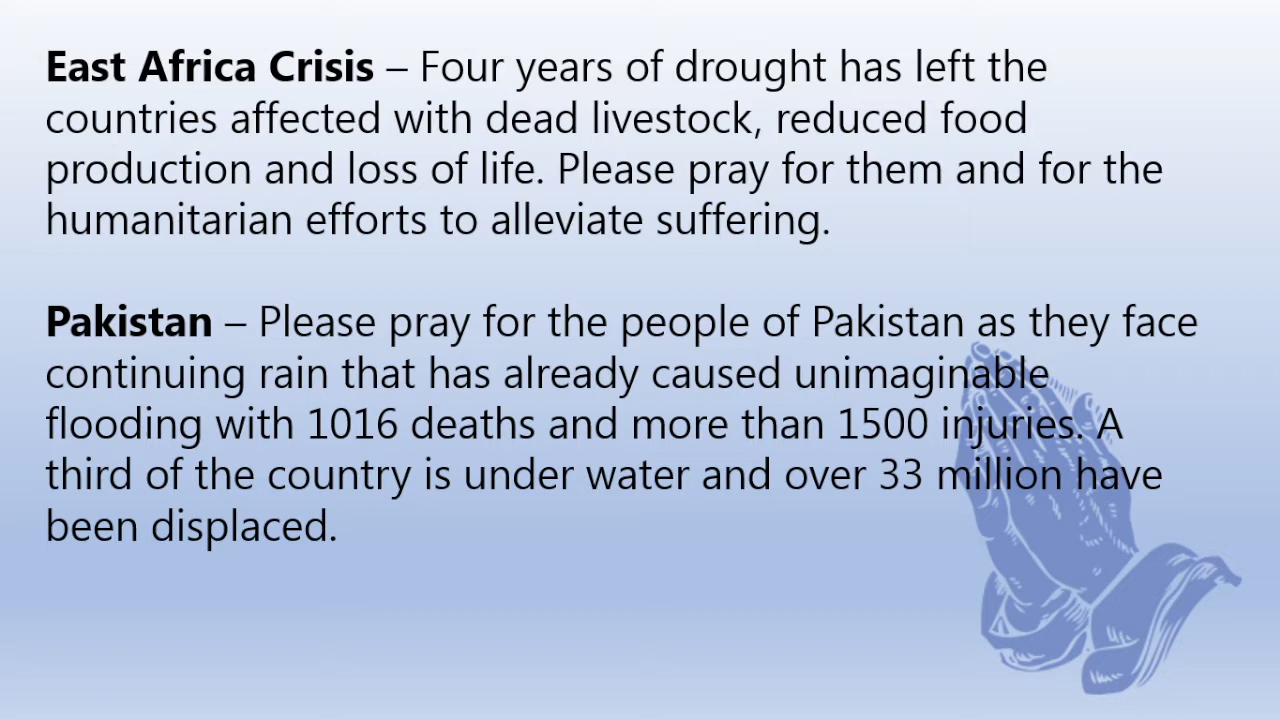 East Africa Crisis – Four years of drought has left the
countries affected with dead livestock, reduced food
production and loss of life. Please pray for them and for the
humanitarian efforts to alleviate suffering.
Pakistan – Please pray for the people of Pakistan as they face
continuing rain that has already caused unimaginable
flooding with 1016 deaths and more than 1500 injuries. A
third of the country is under water and over 33 million have
been displaced.